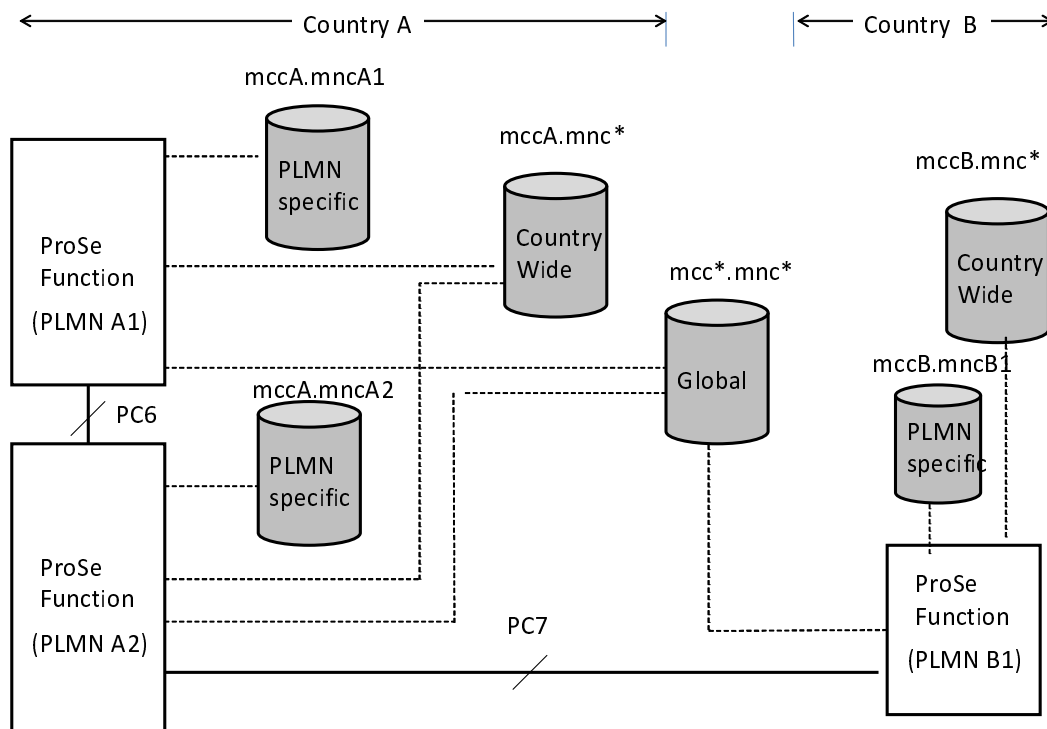 Country A
Country B
mccA.mncA1
PLMN
specific
mccA.mnc*
Country
Wide
mccB.mnc*
Country
Wide
ProSe
Function
(PLMN A1)
mcc*.mnc*
Global
mccB.mncB1
PLMN
specific
PC6
mccA.mncA2
PLMN
specific
ProSe
Function
(PLMN A2)
PC7
ProSe
Function
(PLMN B1)